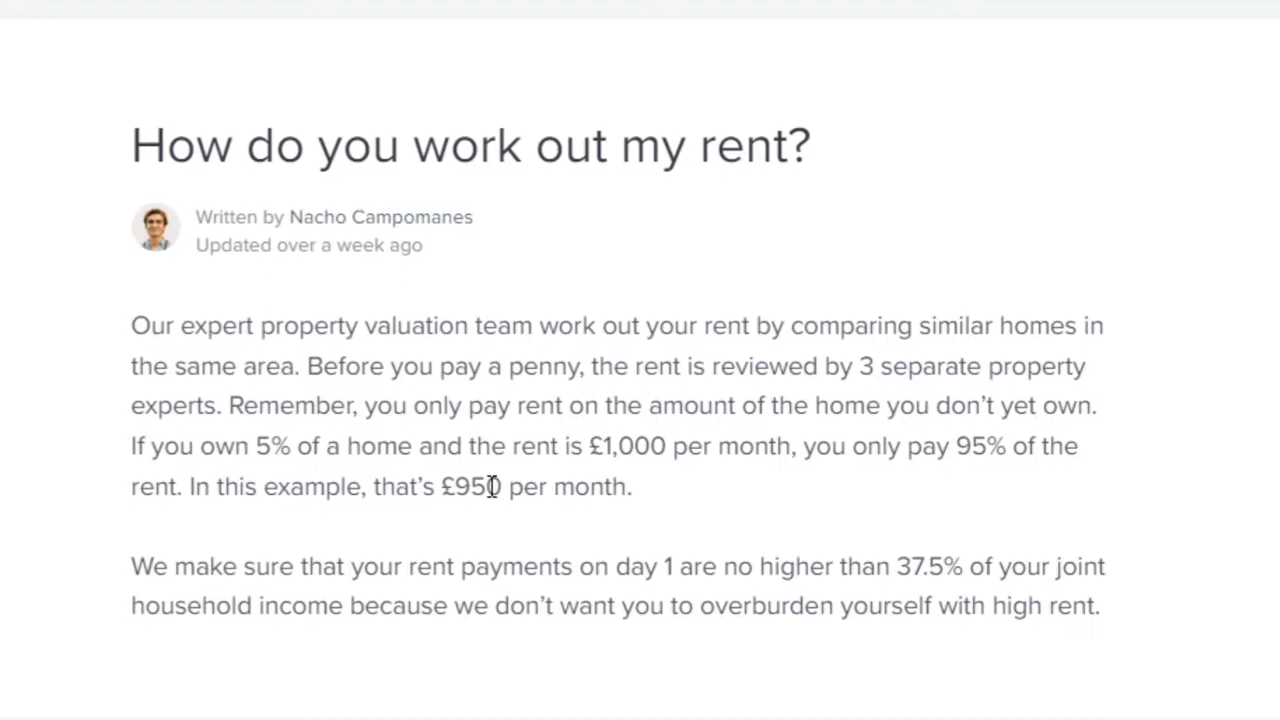 How do you work out my rent?
Written by Nacho Campomanes
Updated over a week ago
Our expert property valuation team work out your rent by comparing similar homes in
the same area. Before you pay a penny, the rent is reviewed by 3 separate property
experts. Remember, you only pay rent on the amount of the home you don’t yet own.
If you own 5% of a home and the rent is £1,000 per month, you only pay 95% of the
rent. In this example, that’s £950 per month.
We make sure that your rent payments on day 1 are no higher than 37.5% of your joint
household income because we don’t want you to overburden yourself with high rent.